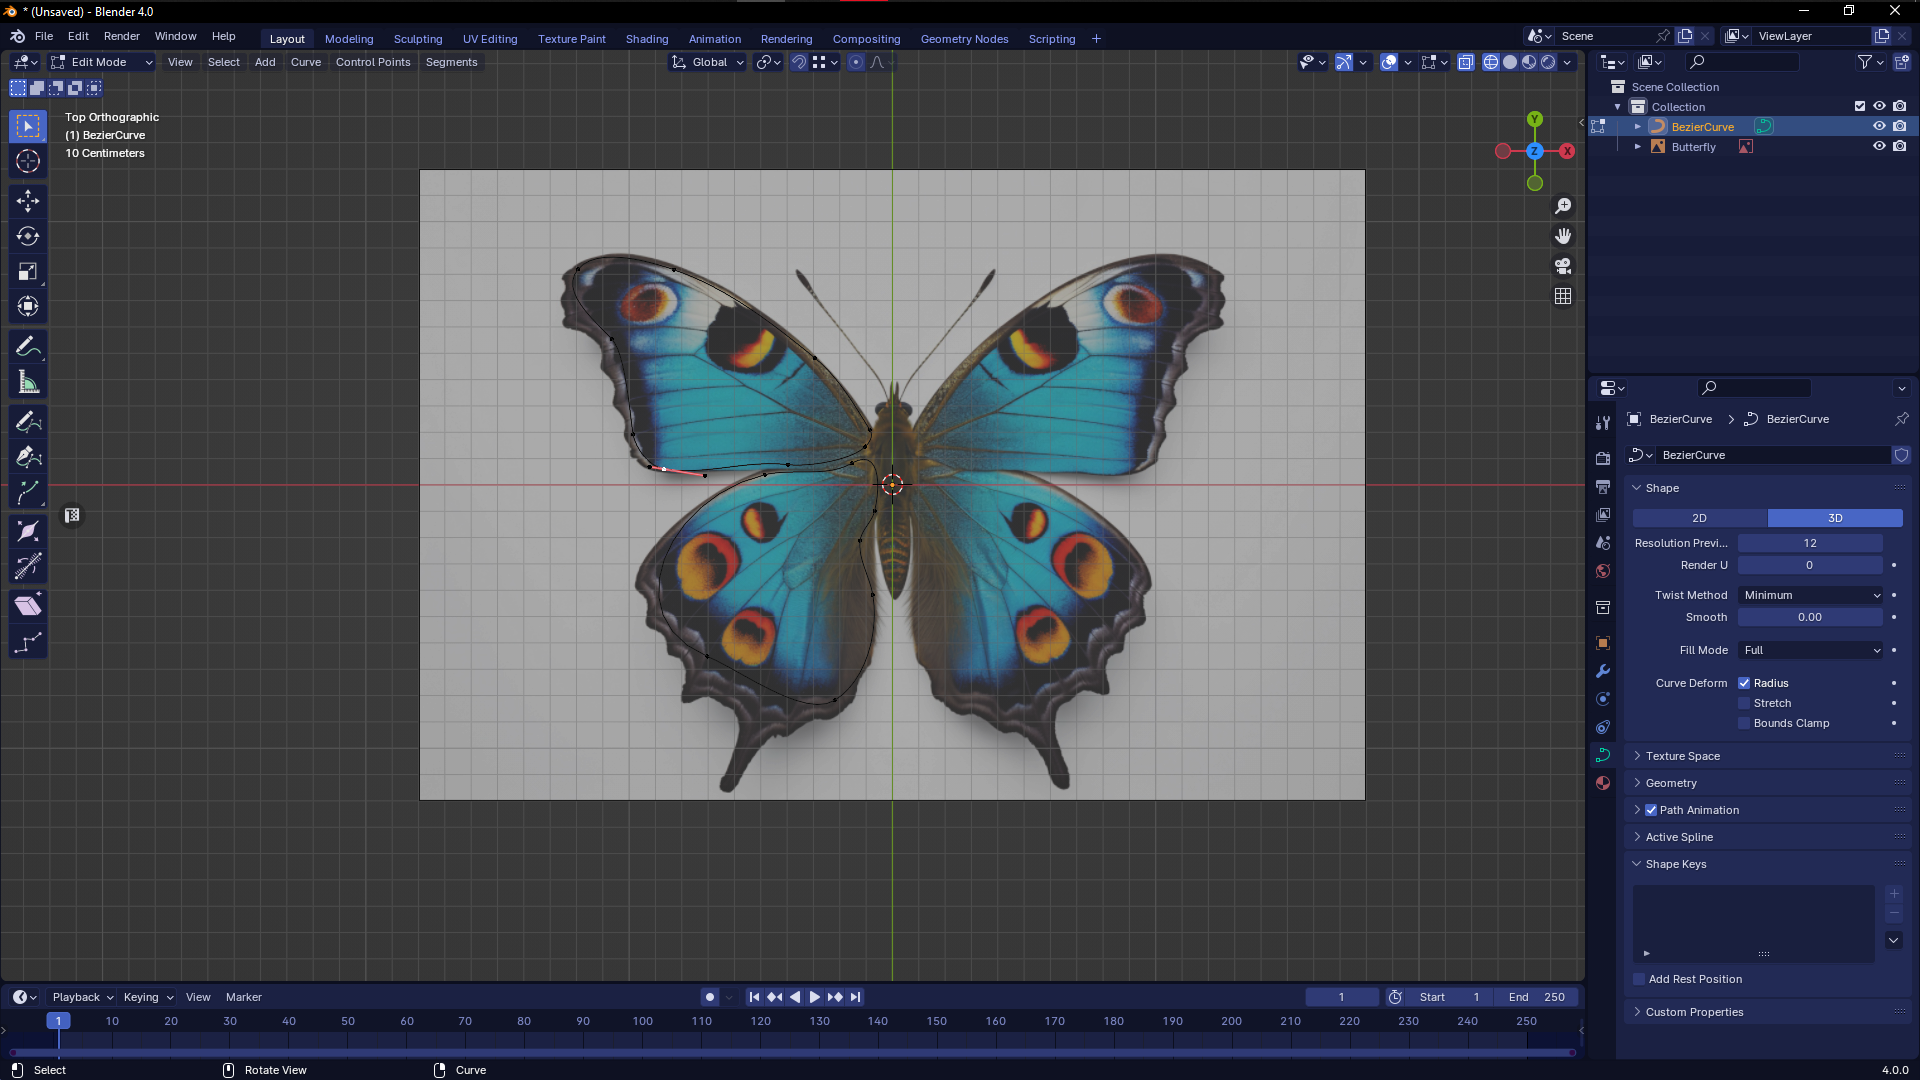 * (Unsaved) - Blender 4.0
File Edit Render Window Help
Layout Modeling Sculpting UV Editing Texture Paint Shading Animation Rendering Compositing Geometry Nodes Scripting +
Scene
ViewLayer
Edit Mode View Select Add Curve Control Points Segments
Global
Top Orthographic
(1) BezierCurve
10 Centimeters
Y
X
Z
Scene Collection
Collection
BezierCurve
Butterfly
BezierCurve > BezierCurve
BezierCurve
Shape
2D 3D
Resolution Previ... 12
Render U 0
Twist Method Minimum
Smooth 0.00
Fill Mode Full
Curve Deform Radius
Stretch
Bounds Clamp
Texture Space
Geometry
Path Animation
Active Spline
Shape Keys
Add Rest Position
Custom Properties
Playback Keying View Marker
1 Start 1 End 250
1 10 20 30 40 50 60 70 80 90 100 110 120 130 140 150 160 170 180 190 200 210 220 230 240 250
Select Rotate View Curve
4.0.0